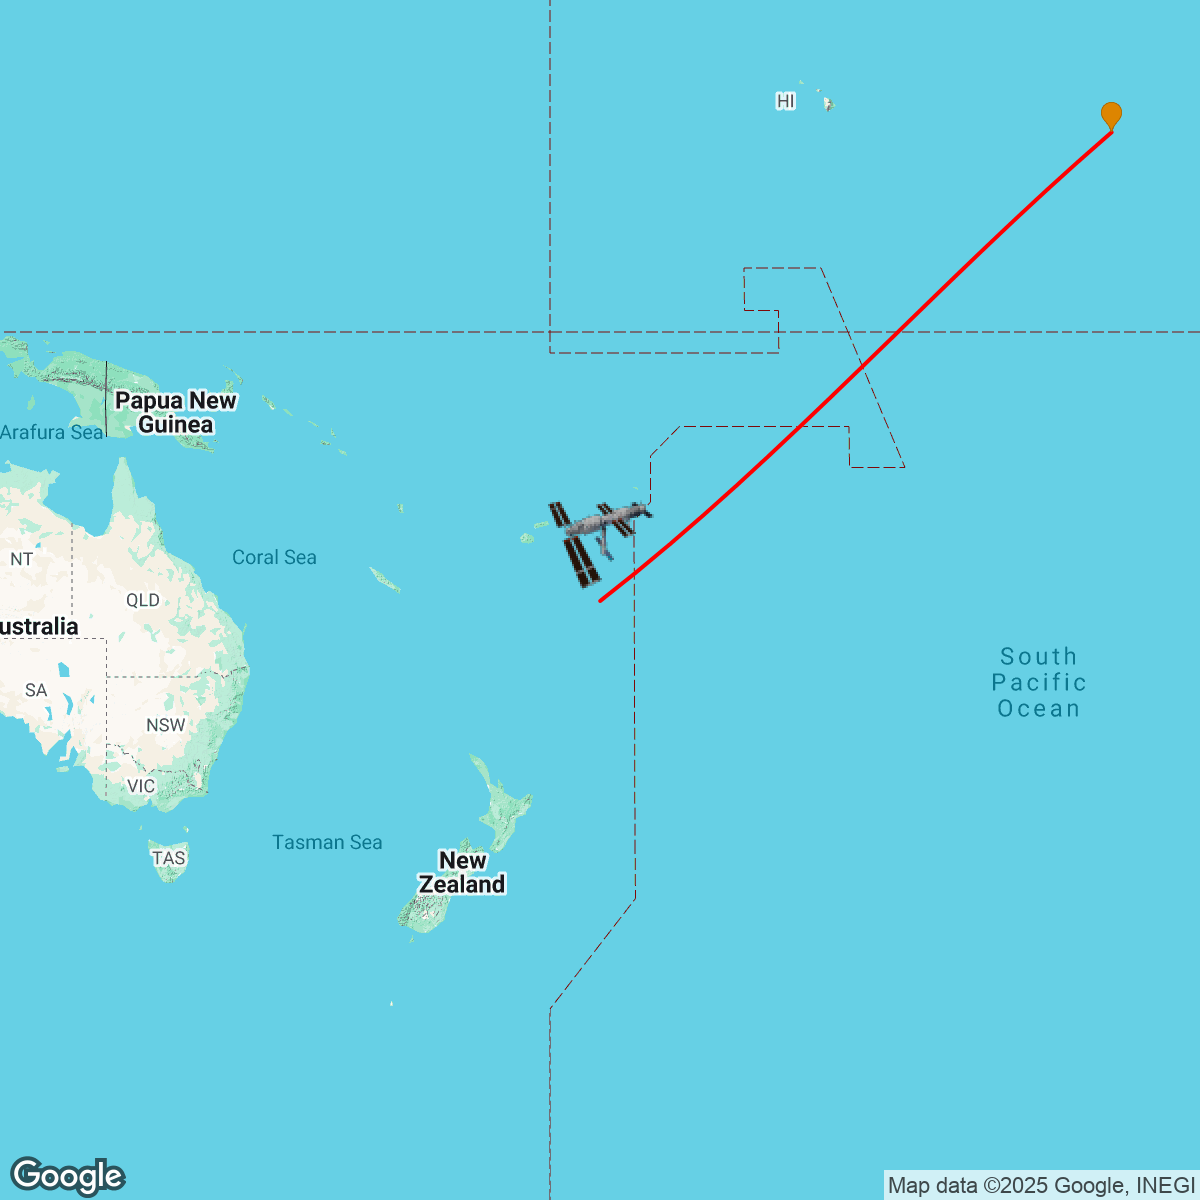 HI
Papua New
Guinea
Arafura Sea
Coral Sea
NT
QLD
ustralia
SA
NSW
VIC
TAS
Tasman Sea
New
Zealand
South
Pacific
Ocean
Google
Map data ©2025 Google, INEGI